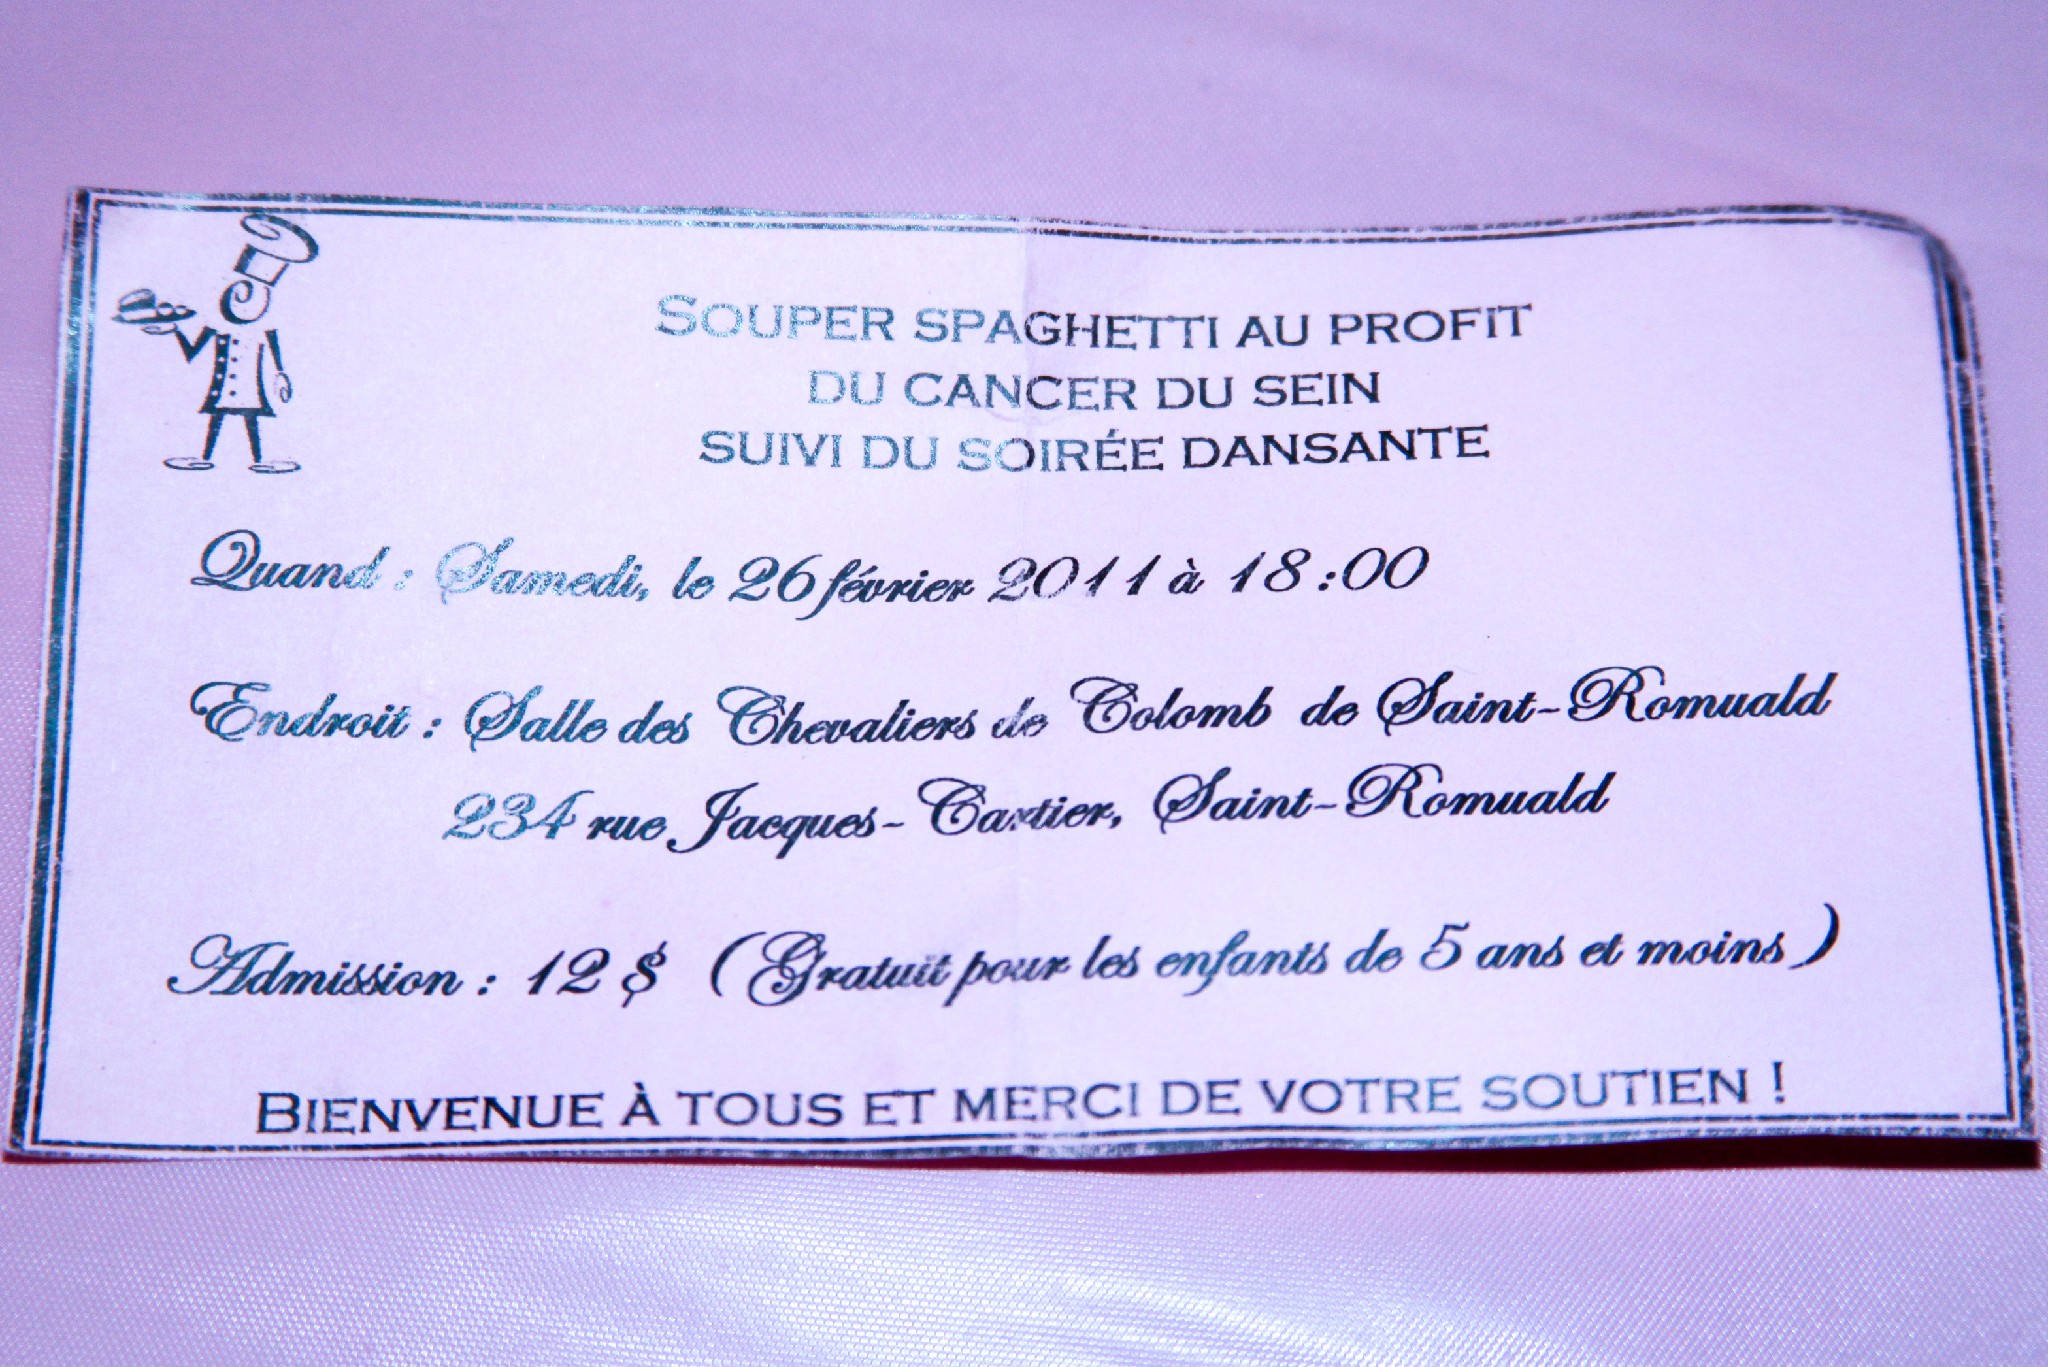 SOUPER SPAGHETTI AU PROFIT
DU CANCER DU SEIN
SUIVI DU SOIRÉE DANSANTE
Quand : Samedi, le 26 février 2011 à 18 :00
Endroit : Salle des Chevaliers de Colomb de Saint-Romuald
234 rue Jacques-Cartier, Saint-Romuald
Admission : 12 $ (Gratuit pour les enfants de 5 ans et moins)
BIENVENUE À TOUS ET MERCI DE VOTRE SOUTIEN !